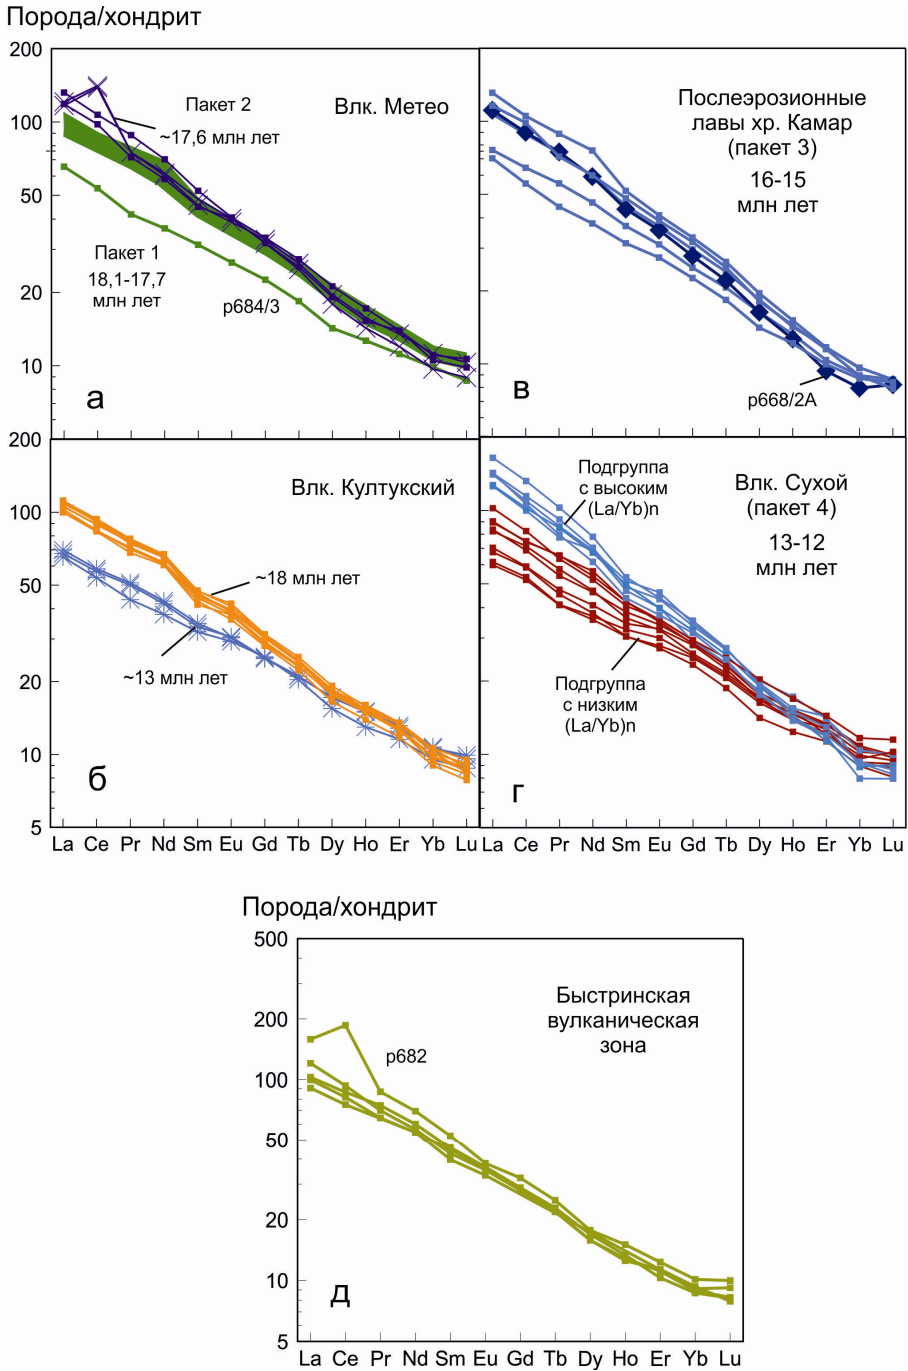 Порода/хондрит
200
100
50
20
10
Влк. Метео
Пакет 2
~17,6 млн лет
Пакет 1
18,1-17,7
млн лет
р684/3
а
Послеэрозионные
лавы хр. Камар
(пакет 3)
16-15
млн лет
р668/2А
в
200
100
50
20
10
5
Влк. Култукский
~18 млн лет
~13 млн лет
б
Подгруппа
с высоким
(La/Yb)n
Влк. Сухой
(пакет 4)
13-12
млн лет
Подгруппа
с низким
(La/Yb)n
г
La Ce Pr Nd Sm Eu Gd Tb Dy Ho Er Yb Lu
La Ce Pr Nd Sm Eu Gd Tb Dy Ho Er Yb Lu
Порода/хондрит
500
200
100
50
20
10
5
Быстринская
вулканическая
зона
р682
д
La Ce Pr Nd Sm Eu Gd Tb Dy Ho Er Yb Lu